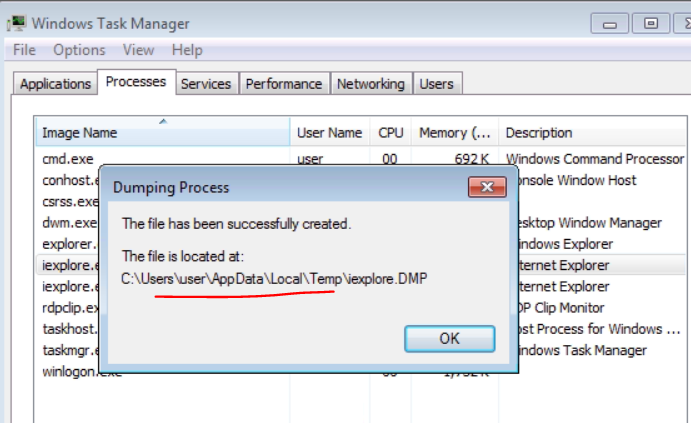 Windows Task Manager
File Options View Help
Applications Processes Services Performance Networking Users
Image Name User Name CPU Memory (... Description
cmd.exe user 00 692 K Windows Command Processor
conhost.e onsole Window Host
csrss.exe
dwm.exe esktop Window Manager
explorer. indows Explorer
iexplore.e ternet Explorer
iexplore.e ternet Explorer
rdpclip.ex DP Clip Monitor
taskhost. ost Process for Windows ...
taskmgr.e indows Task Manager
winlogon.exe
Dumping Process
The file has been successfully created.
The file is located at:
C:\Users\user\AppData\Local\Temp\iexplore.DMP
OK